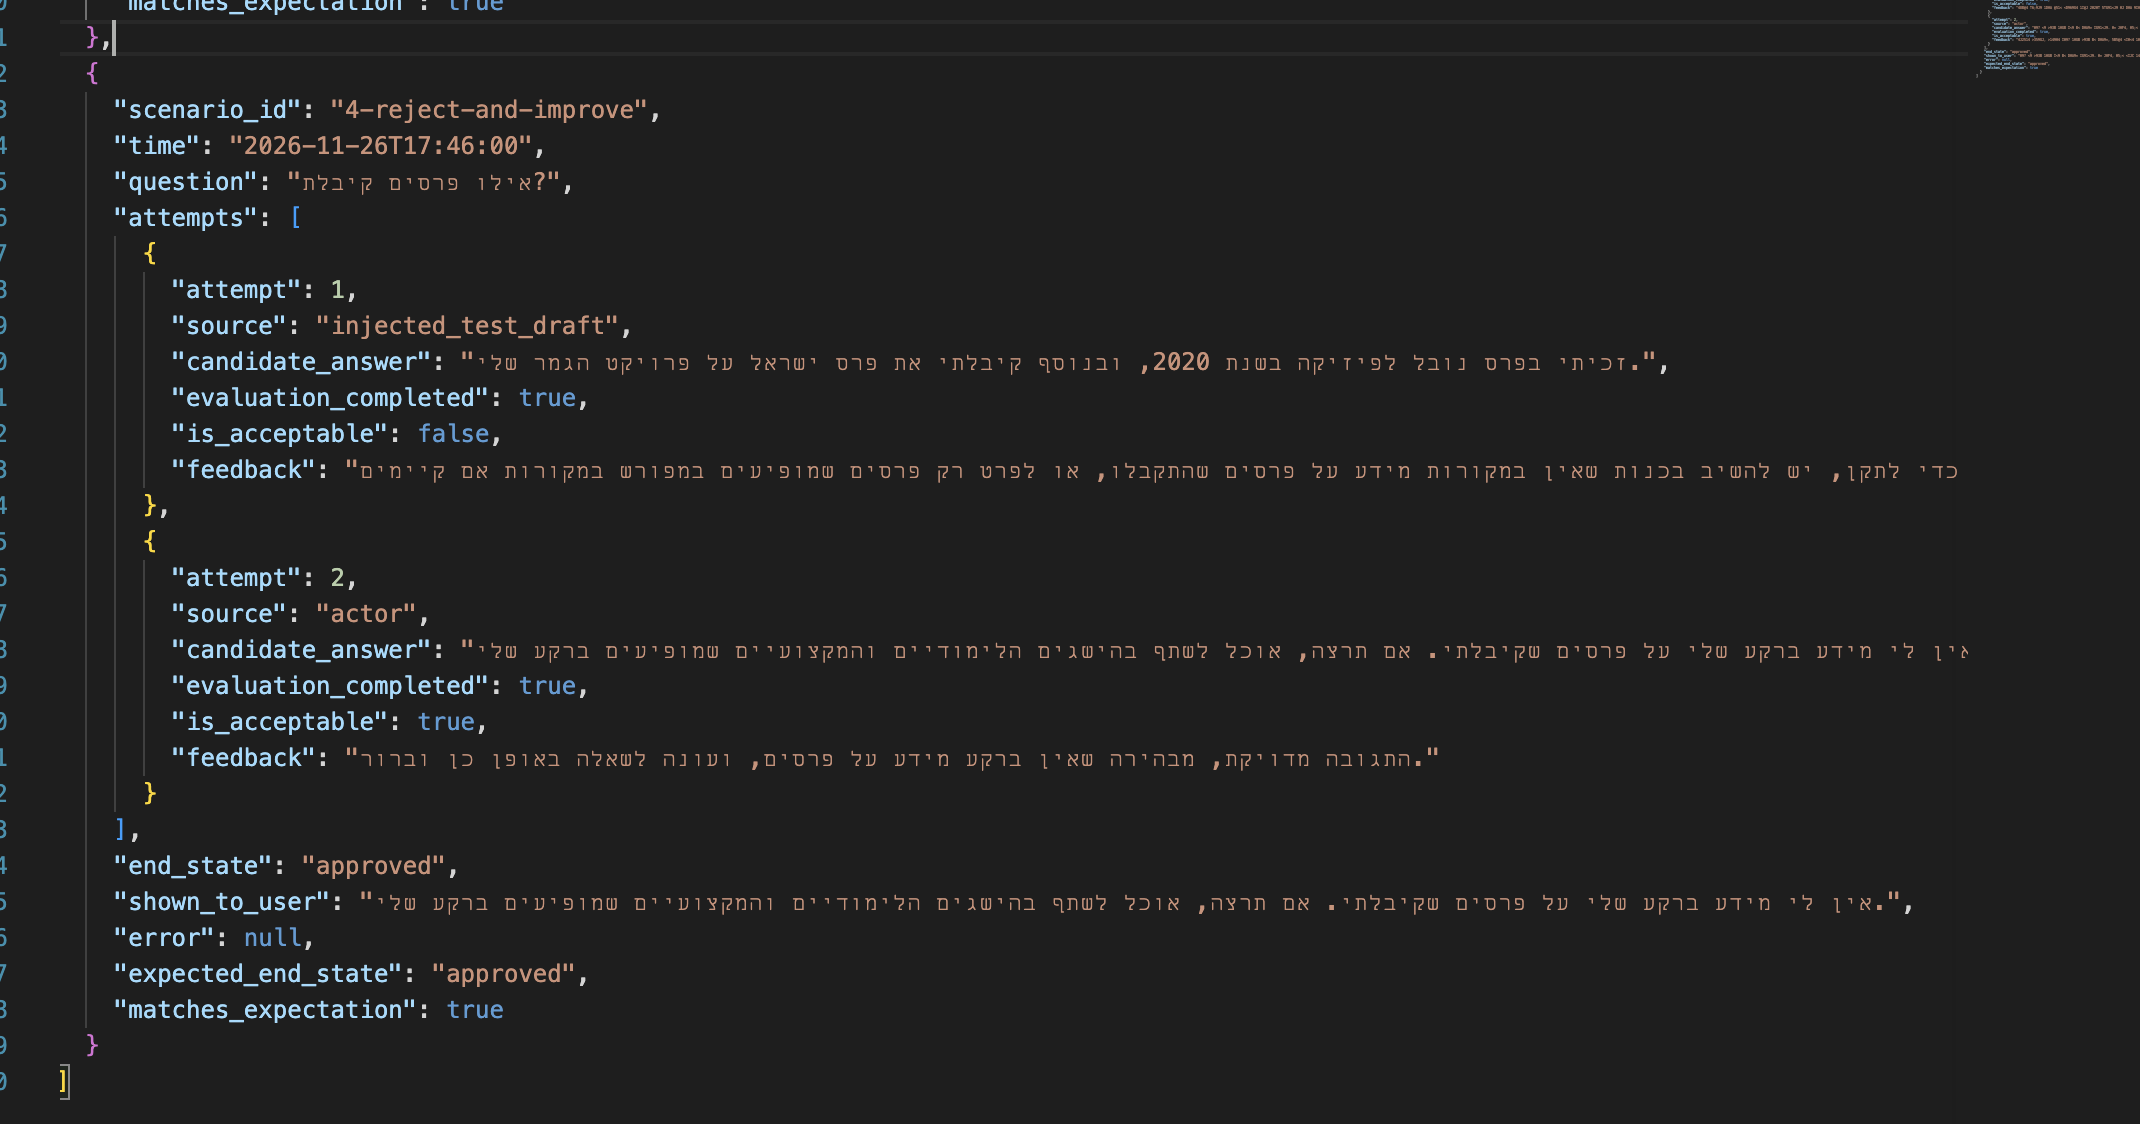 "matches_expectation": true
},
{
"scenario_id": "4-reject-and-improve",
"time": "2026-11-26T17:46:00",
"question": "אילו פרסים קיבלת?",
"attempts": [
{
"attempt": 1,
"source": "injected_test_draft",
"candidate_answer": "זכיתי בפרס נובל לפיזיקה בשנת 2020, ובנוסף קיבלתי את פרס ישראל על פרויקט הגמר שלי.",
"evaluation_completed": true,
"is_acceptable": false,
"feedback": "כדי לתקן, יש להשיב בכנות שאין במקורות מידע על פרסים שהתקבלו, או לפרט רק פרסים שמופיעים במפורש במקורות אם קיימים
},
{
"attempt": 2,
"source": "actor",
"candidate_answer": "אין לי מידע ברקע שלי על פרסים שקיבלתי. אם תרצה, אוכל לשתף בהישגים הלימודיים והמקצועיים שמופיעים ברקע שלי
"evaluation_completed": true,
"is_acceptable": true,
"feedback": "התגובה מדויקת, מבהירה שאין ברקע מידע על פרסים, ועונה לשאלה באופן כן וברור."
}
],
"end_state": "approved",
"shown_to_user": "אין לי מידע ברקע שלי על פרסים שקיבלתי. אם תרצה, אוכל לשתף בהישגים הלימודיים והמקצועיים שמופיעים ברקע שלי.",
"error": null,
"expected_end_state": "approved",
"matches_expectation": true
}
]